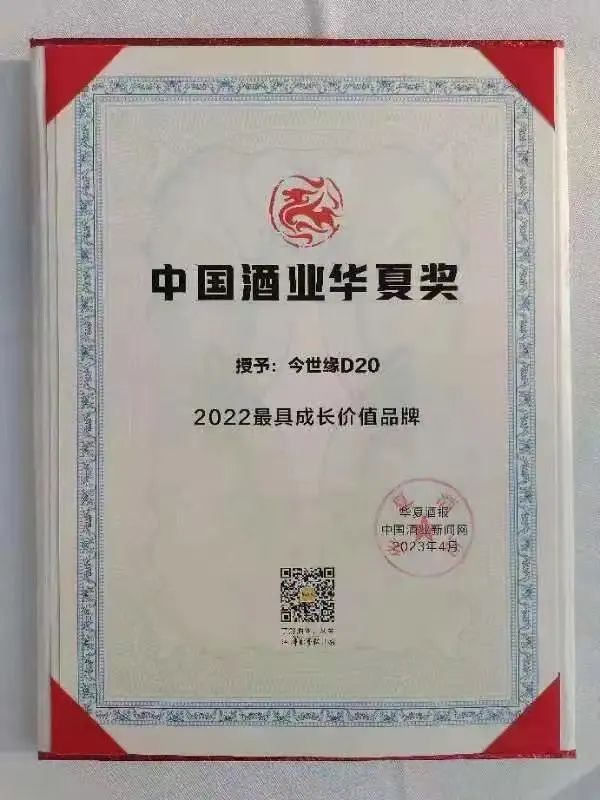 中国酒业华夏奖
授予：今世缘D20
2022最具成长价值品牌
华夏酒报
中国酒业新闻网
2023年4月